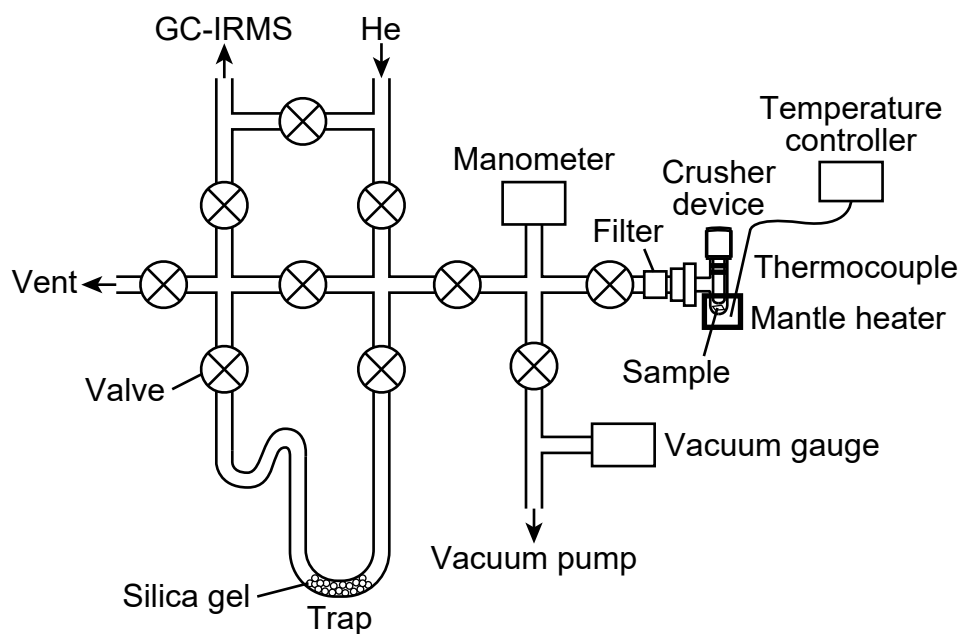 GC-IRMS
He
Temperature
controller
Manometer
Crusher
device
Filter
Vent
Thermocouple
Mantle heater
Valve
Sample
Vacuum gauge
Vacuum pump
Silica gel
Trap